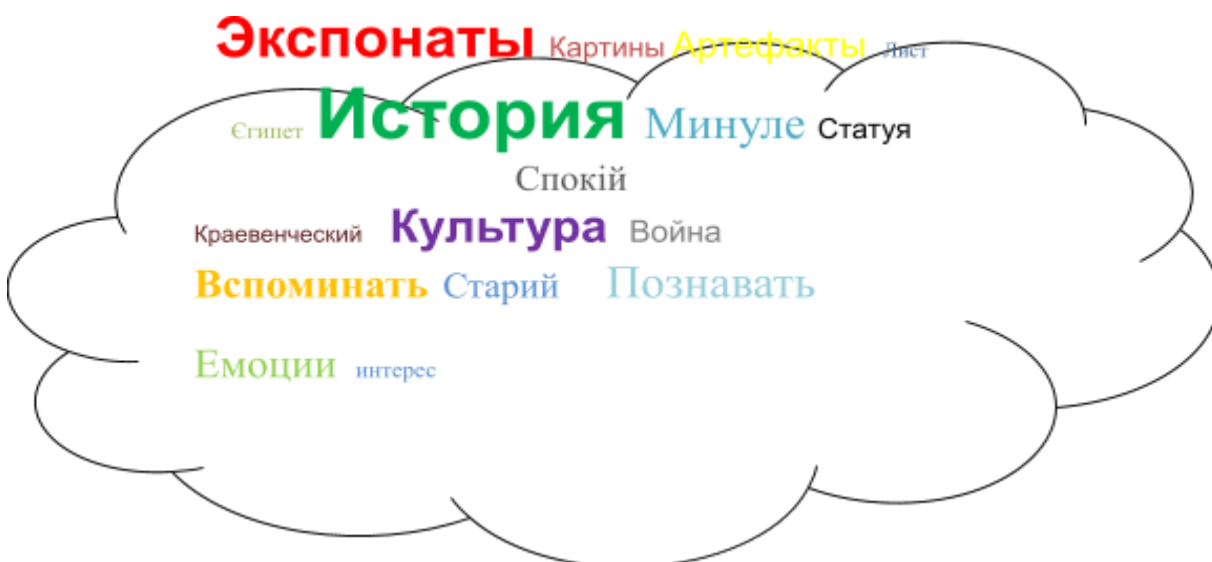 Экспонаты Картины Артефакты Лист
Єгипет История Минуле Статуя
Спокій
Краевенческий Культура Война
Вспоминать Старий Познавать
Емоции интерес